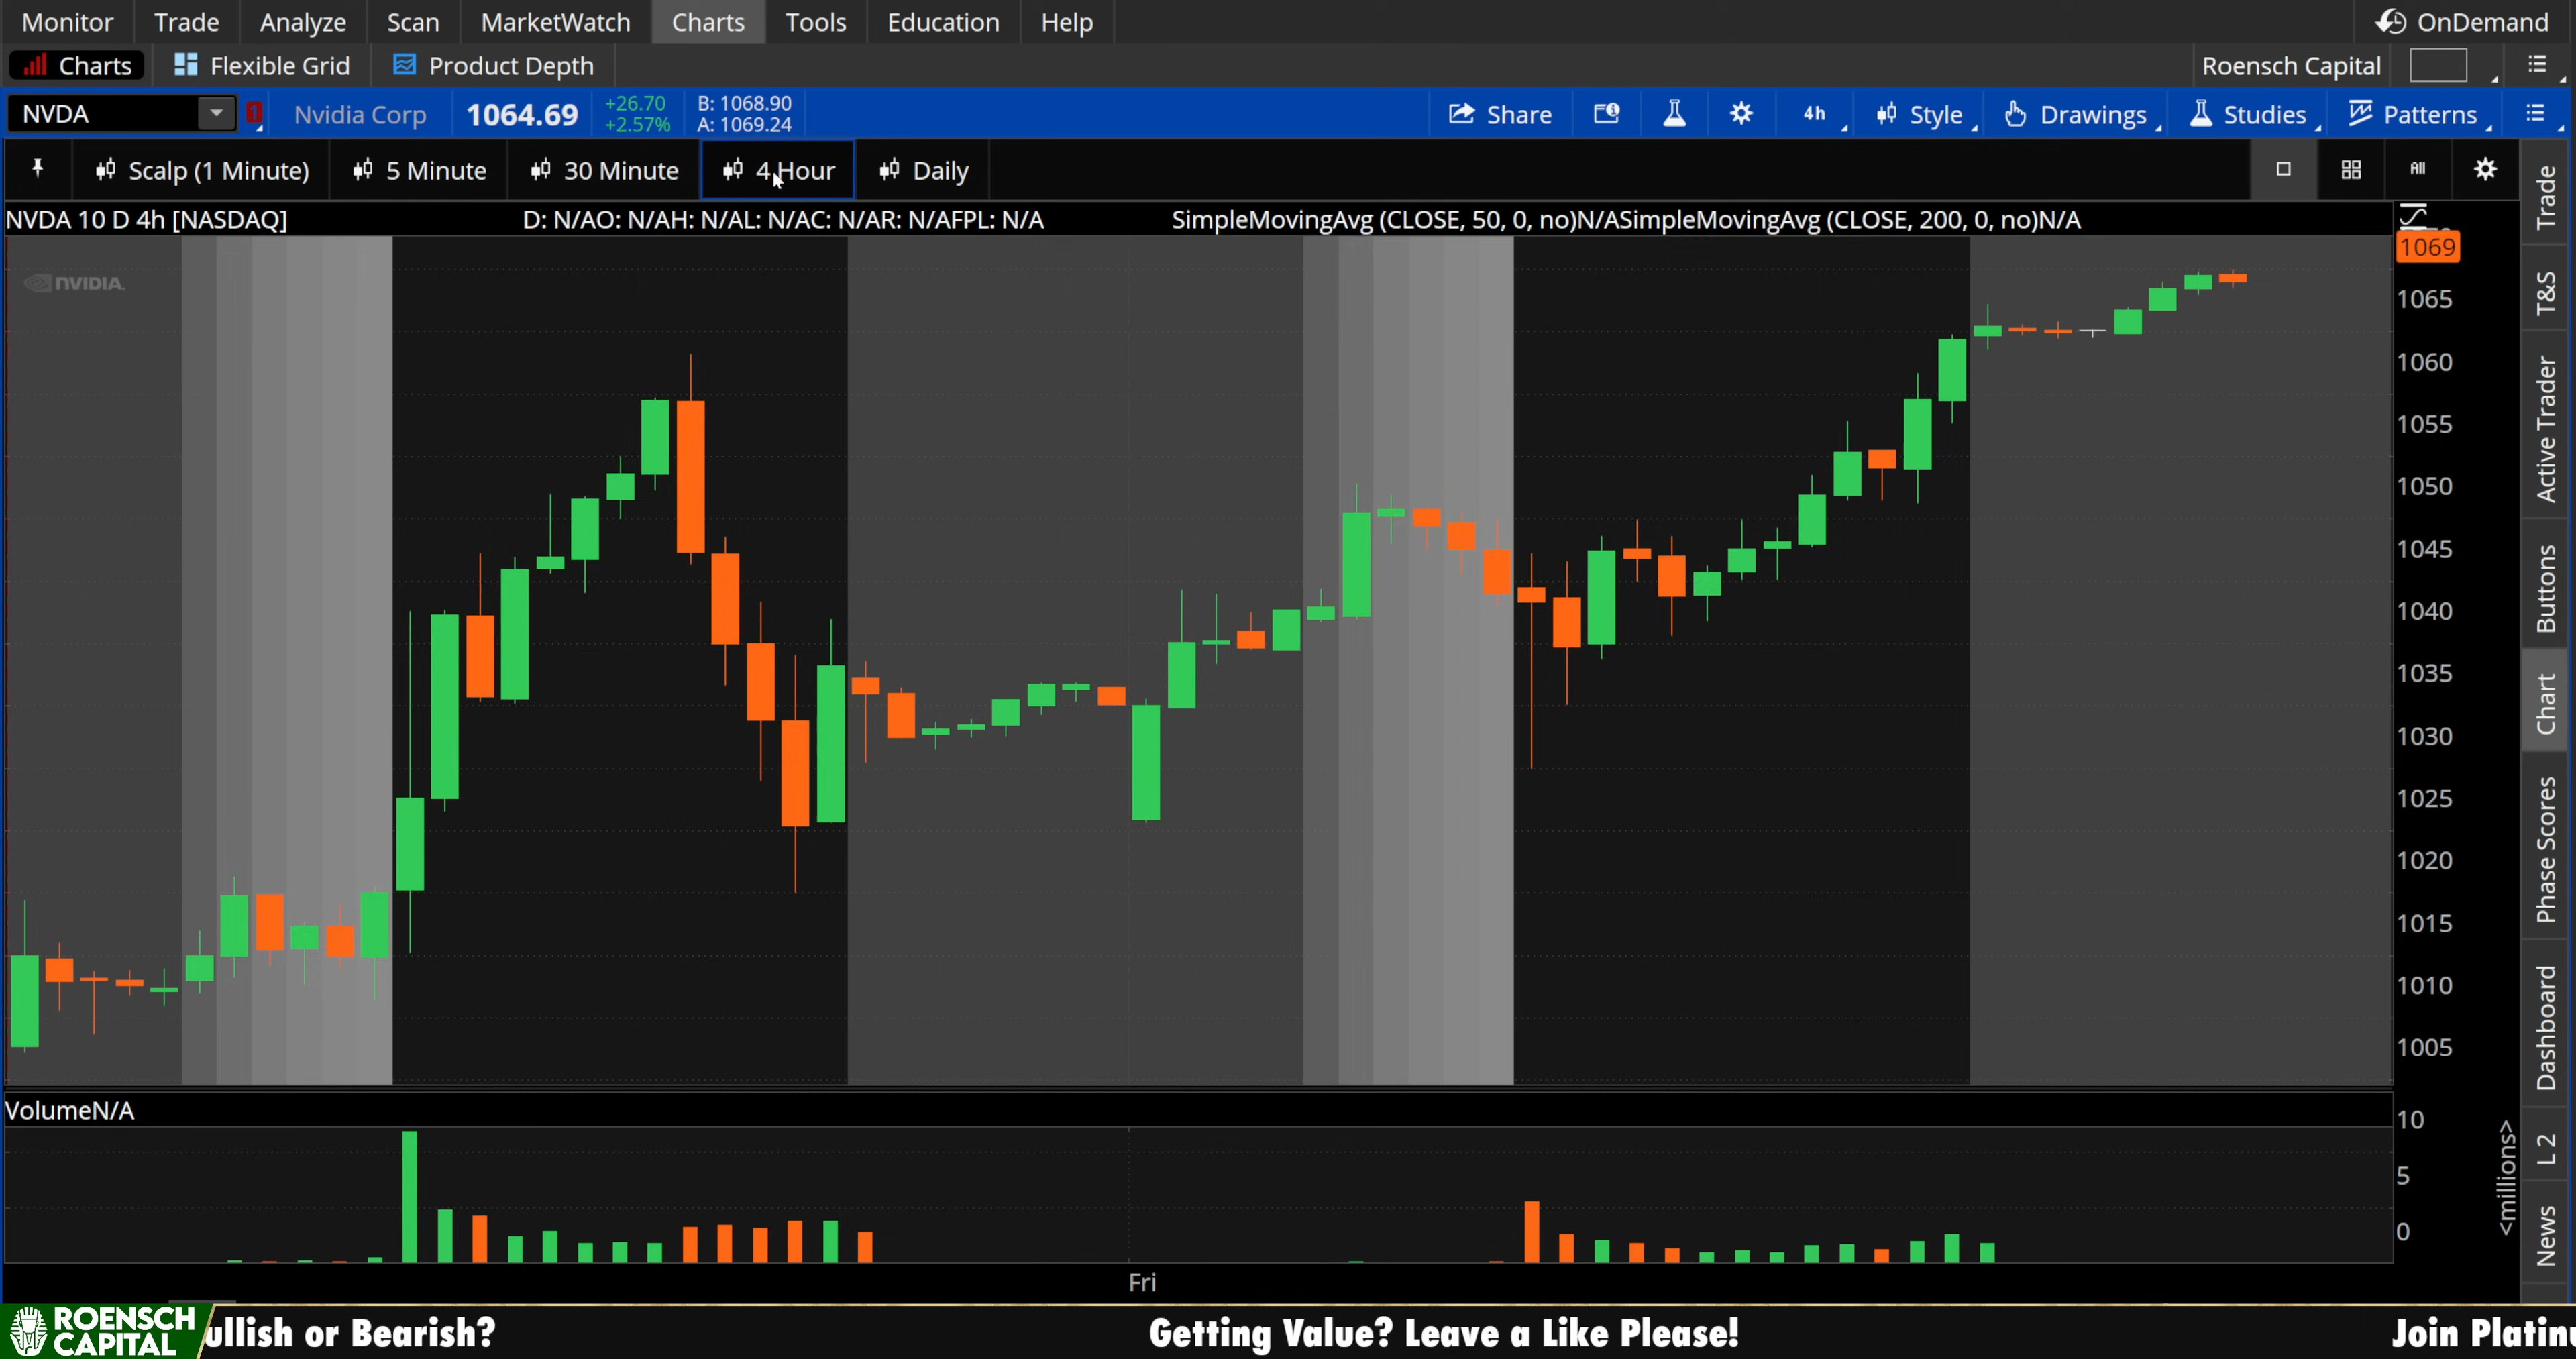 Monitor Trade Analyze Scan MarketWatch Charts Tools Education Help OnDemand
Charts Flexible Grid Product Depth Roensch Capital
NVDA 1 Nvidia Corp 1064.69 +26.70 B: 1068.90 Share 4h Style Drawings Studies Patterns
+2.57% A: 1069.24
Scalp (1 Minute) 5 Minute 30 Minute 4 Hour Daily All
NVDA 10 D 4h [NASDAQ] D: N/AO: N/AH: N/AL: N/AC: N/AR: N/AFPL: N/A SimpleMovingAvg (CLOSE, 50, 0, no)N/ASimpleMovingAvg (CLOSE, 200, 0, no)N/A
1069
NVIDIA.
1065
1060
1055
1050
1045
1040
1035
1030
1025
1020
1015
1010
1005
VolumeN/A
10
5
0
<millions>
Fri
Trade
T&S
Active Trader
Buttons
Chart
Phase Scores
Dashboard
L 2
News
ROENSCH
CAPITAL
ullish or Bearish? Getting Value? Leave a Like Please! Join Platinu